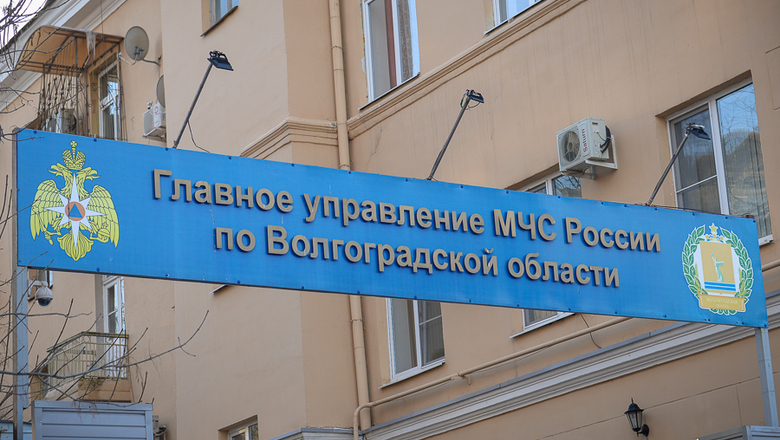 Главное управление МЧС России
по Волгоградской области